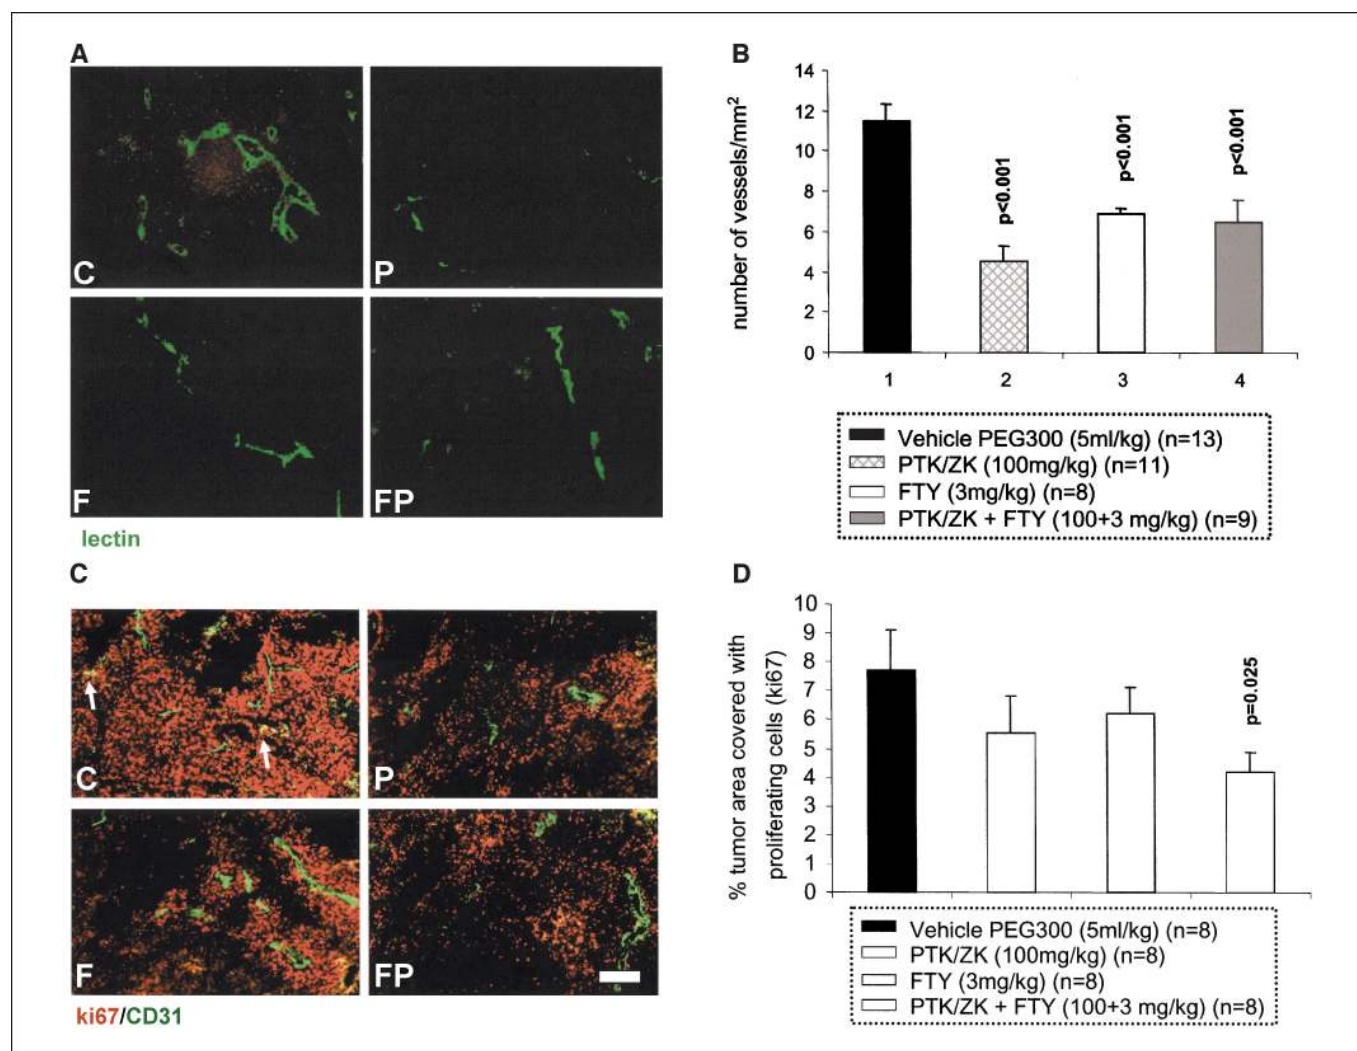 A
C
P
F
FP
lectin
B
number of vessels/mm²
14
12
10
8
6
4
2
0
p<0.001
p<0.001
p<0.001
1
2
3
4
Vehicle PEG300 (5ml/kg) (n=13)
PTK/ZK (100mg/kg) (n=11)
FTY (3mg/kg) (n=8)
PTK/ZK + FTY (100+3 mg/kg) (n=9)
C
C
P
F
FP
ki67/CD31
D
% tumor area covered with
proliferating cells (ki67)
10
9
8
7
6
5
4
3
2
1
0
p=0.025
Vehicle PEG300 (5ml/kg) (n=8)
PTK/ZK (100mg/kg) (n=8)
FTY (3mg/kg) (n=8)
PTK/ZK + FTY (100+3 mg/kg) (n=8)